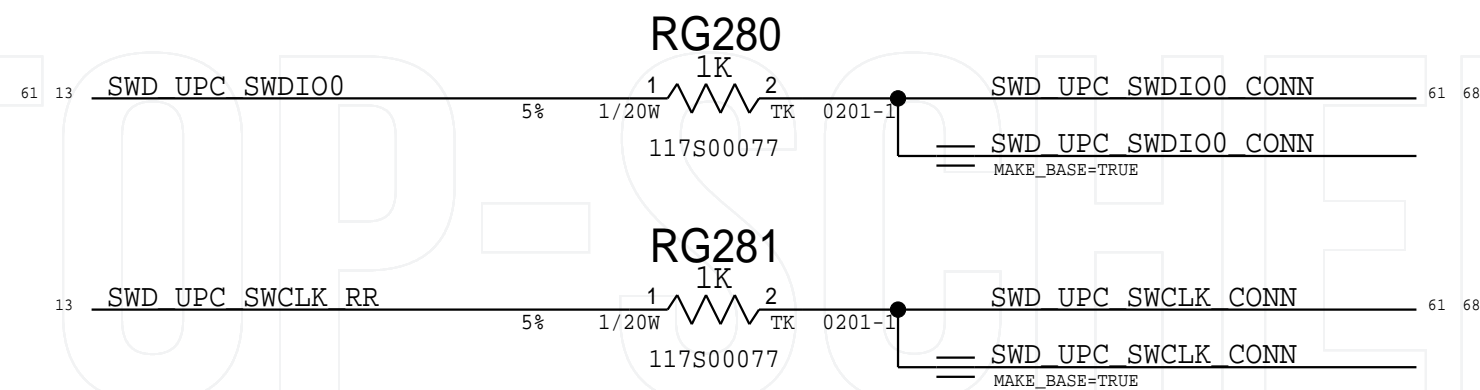 RG280
1K
61 13 SWD_UPC_SWDIO0 1 2 SWD_UPC_SWDIO0_CONN 61 68
5% 1/20W TK 0201-1
117S00077 SWD_UPC_SWDIO0_CONN
MAKE_BASE=TRUE
RG281
1K
13 SWD_UPC_SWCLK_RR 1 2 SWD_UPC_SWCLK_CONN 61 68
5% 1/20W TK 0201-1
117S00077 SWD_UPC_SWCLK_CONN
MAKE_BASE=TRUE